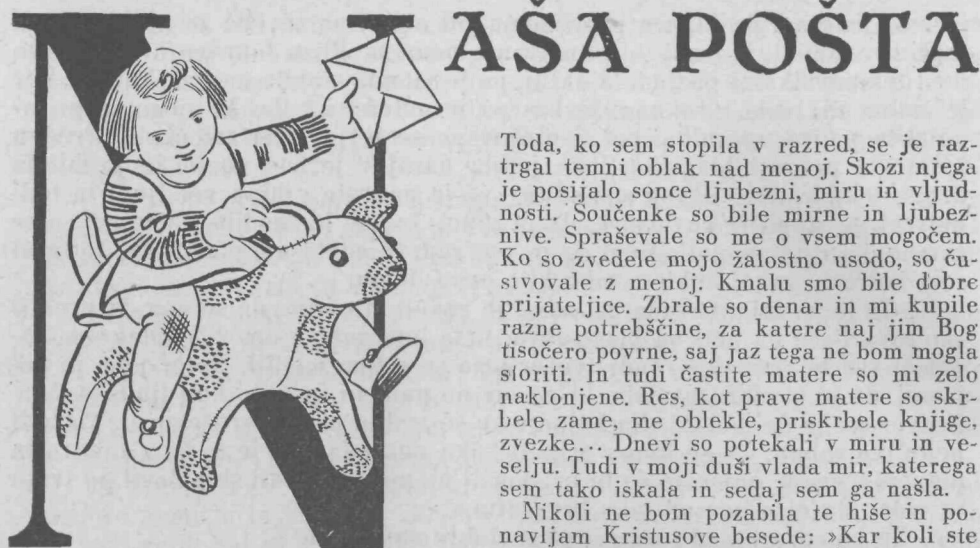 NAŠA POŠTA
Toda, ko sem stopila v razred, se je raz-
trgal temni oblak nad menoj. Skozi njega
je posijalo sonce ljubezni, miru in vljud-
nosti. Součenke so bile mirne in ljubez-
nive. Spraševale so me o vsem mogočem.
Ko so zvedele mojo žalostno usodo, so ču-
stvovale z menoj. Kmalu smo bile dobre
prijateljice. Zbrale so denar in mi kupile
razne potrebščine, za katere naj jim Bog
tisočero povrne, saj jaz tega ne bom mogla
storiti. In tudi častite matere so mi zelo
naklonjene. Res, kot prave matere so skr-
bele zame, me oblekle, priskrbele knjige,
zvezke... Dnevi so potekali v miru in ve-
selju. Tudi v moji duši vlada mir, katerega
sem tako iskala in sedaj sem ga našla.
Nikoli ne bom pozabila te hiše in po-
navljam Kristusove besede: »Kar koli ste